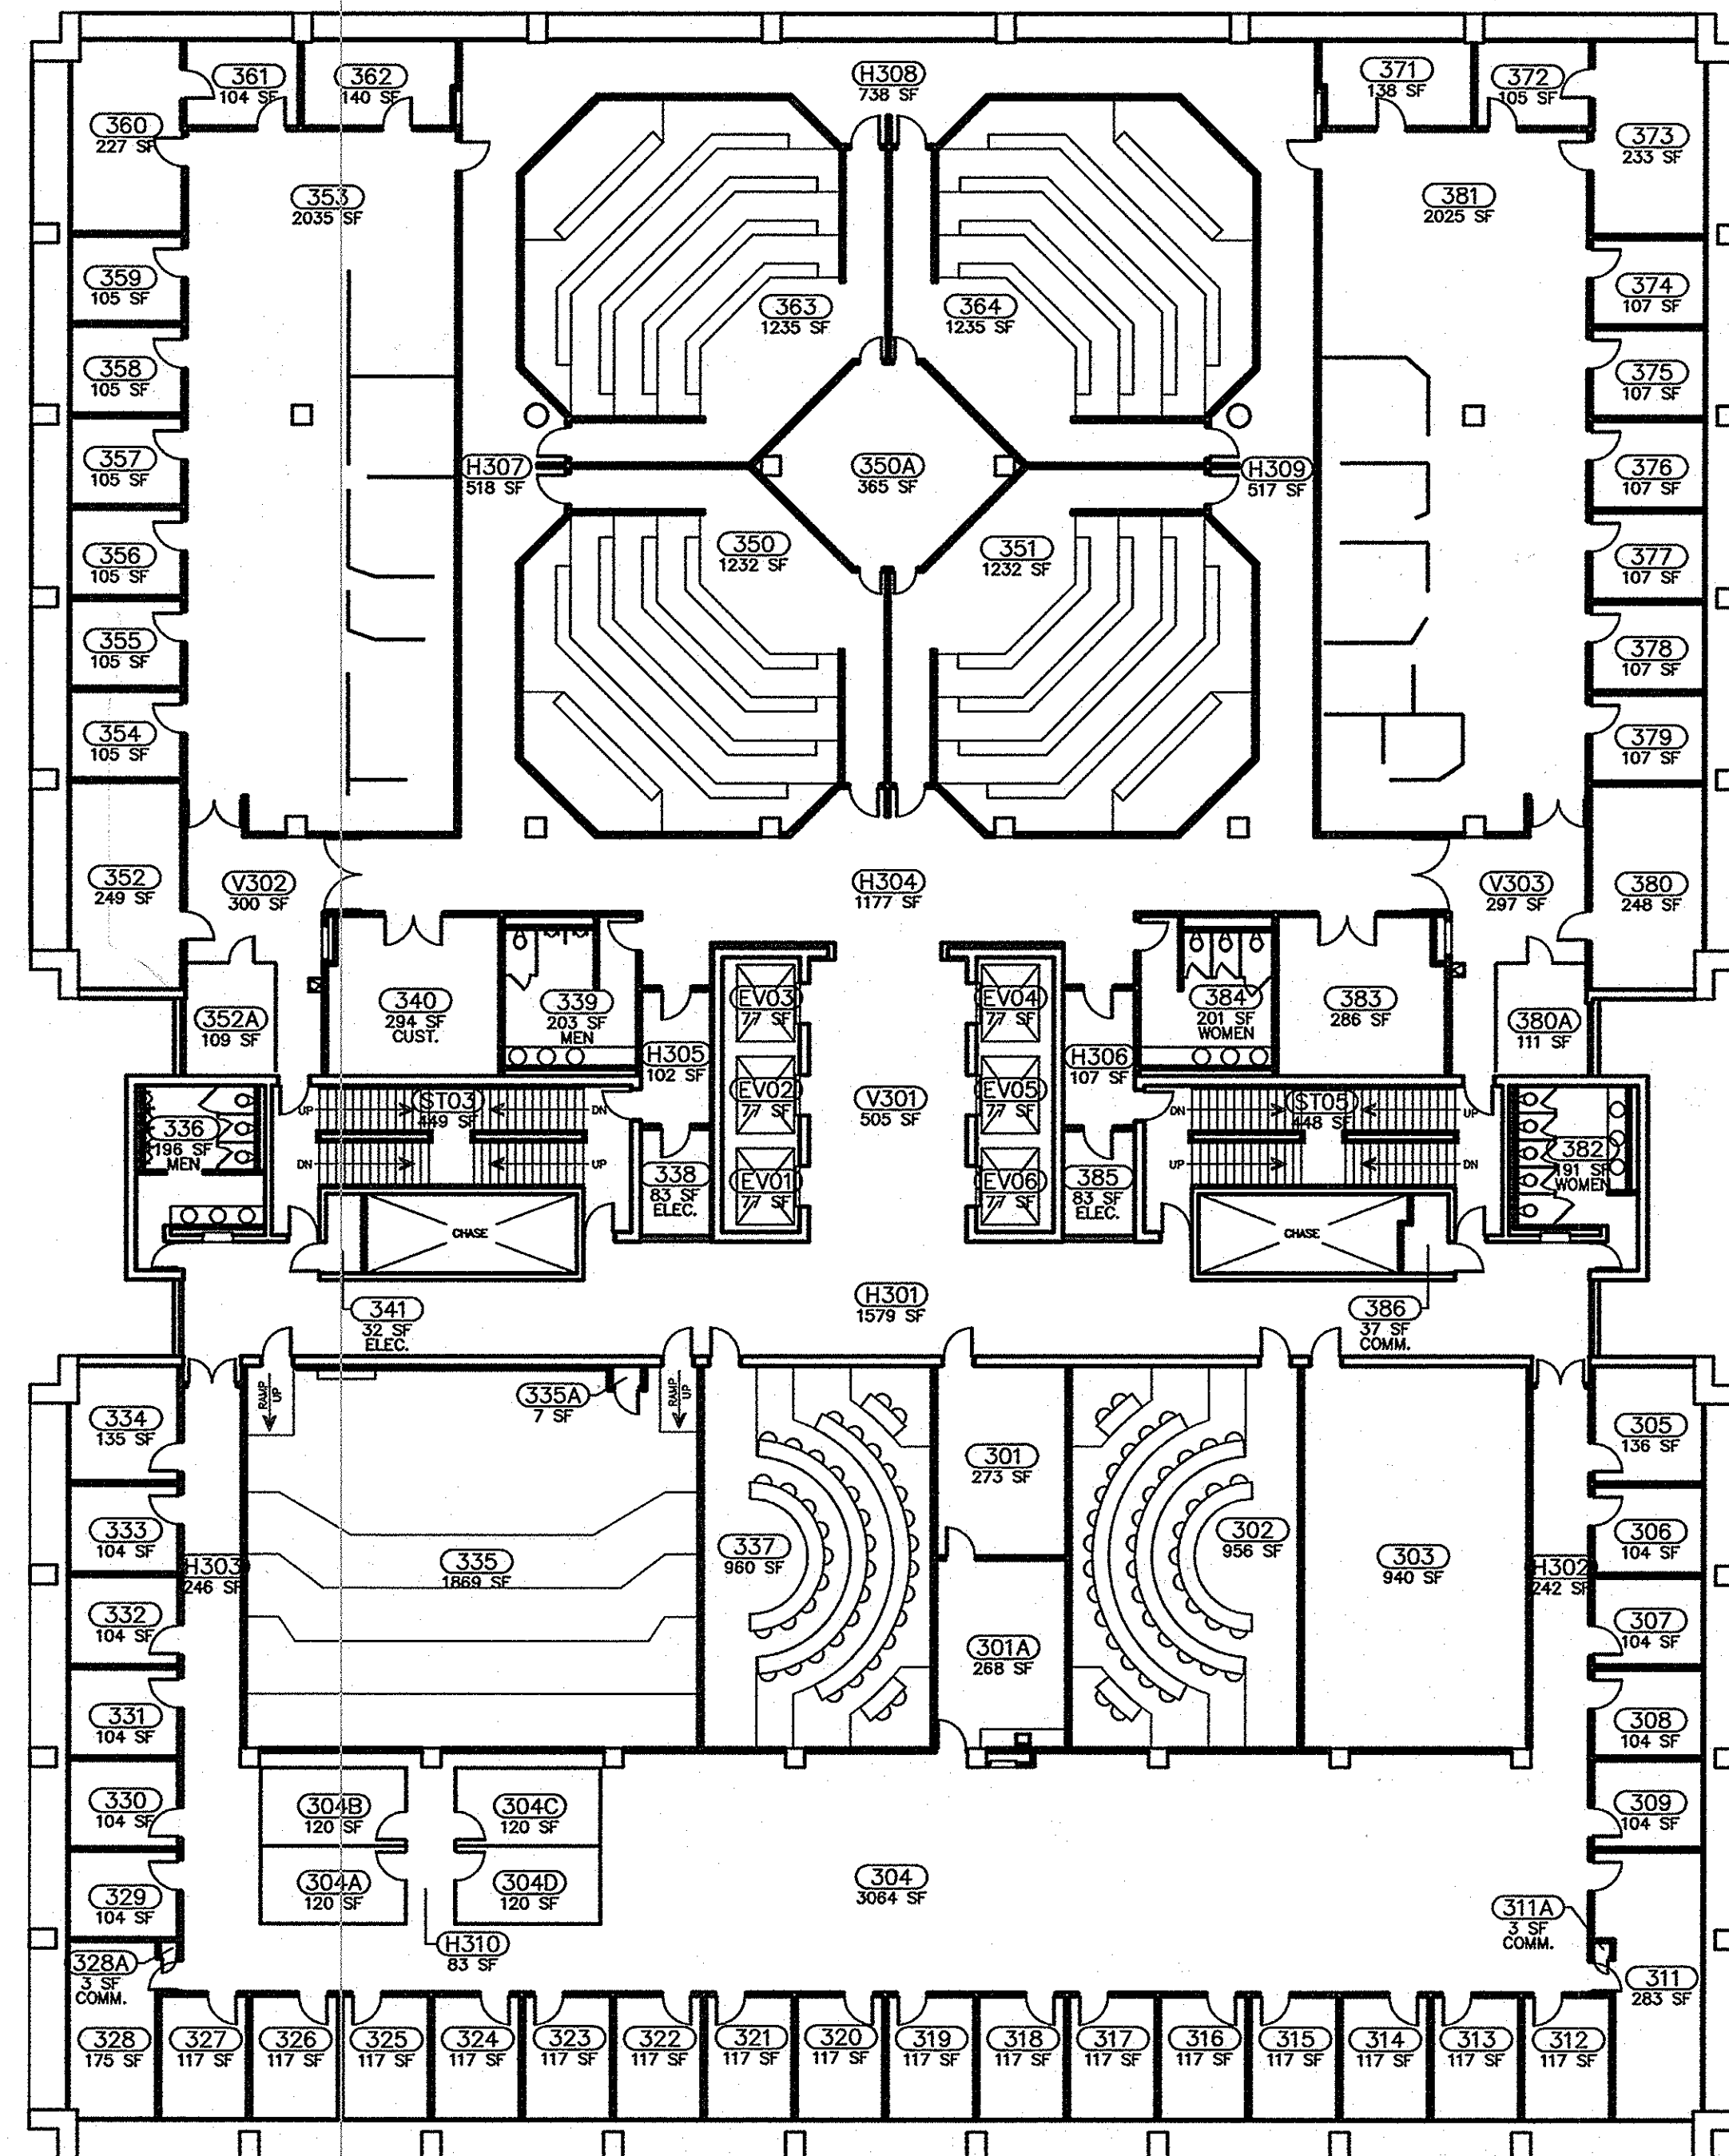 H308
738 SF
361
104 SF
362
140 SF
371
138 SF
372
105 SF
360
227 SF
373
233 SF
353
2035 SF
381
2025 SF
359
105 SF
363
1235 SF
364
1235 SF
374
107 SF
358
105 SF
375
107 SF
357
105 SF
H307
518 SF
350A
365 SF
H309
517 SF
376
107 SF
356
105 SF
350
1232 SF
351
1232 SF
377
107 SF
355
105 SF
378
107 SF
354
105 SF
379
107 SF
352
249 SF
V302
300 SF
H304
1177 SF
V303
297 SF
380
248 SF
352A
109 SF
340
294 SF
CUST.
339
203 SF
MEN
EV03
77 SF
EV04
77 SF
384
201 SF
WOMEN
383
286 SF
380A
111 SF
H305
102 SF
H306
107 SF
EV02
77 SF
V301
505 SF
EV05
77 SF
UP
ST03
449 SF
DN
DN
ST05
448 SF
UP
336
196 SF
MEN
382
191 SF
WOMEN
DN
UP
UP
DN
338
83 SF
ELEC.
EV01
77 SF
EV06
77 SF
385
83 SF
ELEC.
CHASE
CHASE
341
32 SF
ELEC.
H301
1579 SF
386
37 SF
COMM.
RAMP
UP
335A
7 SF
RAMP
UP
334
135 SF
301
273 SF
305
136 SF
333
104 SF
H303
246 SF
335
1869 SF
337
960 SF
302
956 SF
303
940 SF
H302
242 SF
306
104 SF
332
104 SF
301A
268 SF
307
104 SF
331
104 SF
308
104 SF
330
104 SF
304B
120 SF
304C
120 SF
309
104 SF
329
104 SF
304A
120 SF
304D
120 SF
304
3064 SF
311A
3 SF
COMM.
H310
83 SF
328A
3 SF
COMM.
311
283 SF
328
175 SF
327
117 SF
326
117 SF
325
117 SF
324
117 SF
323
117 SF
322
117 SF
321
117 SF
320
117 SF
319
117 SF
318
117 SF
317
117 SF
316
117 SF
315
117 SF
314
117 SF
313
117 SF
312
117 SF